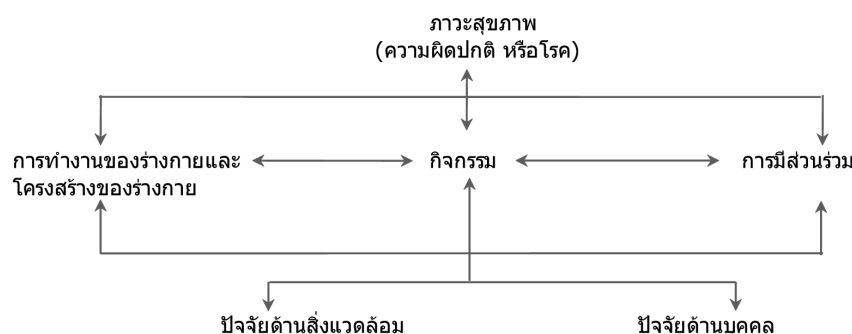 ภาวะสุขภาพ
(ความผิดปกติ หรือโรค)
การทำงานของร่างกายและ
โครงสร้างของร่างกาย
กิจกรรม
การมีส่วนร่วม
ปัจจัยด้านสิ่งแวดล้อม
ปัจจัยด้านบุคคล